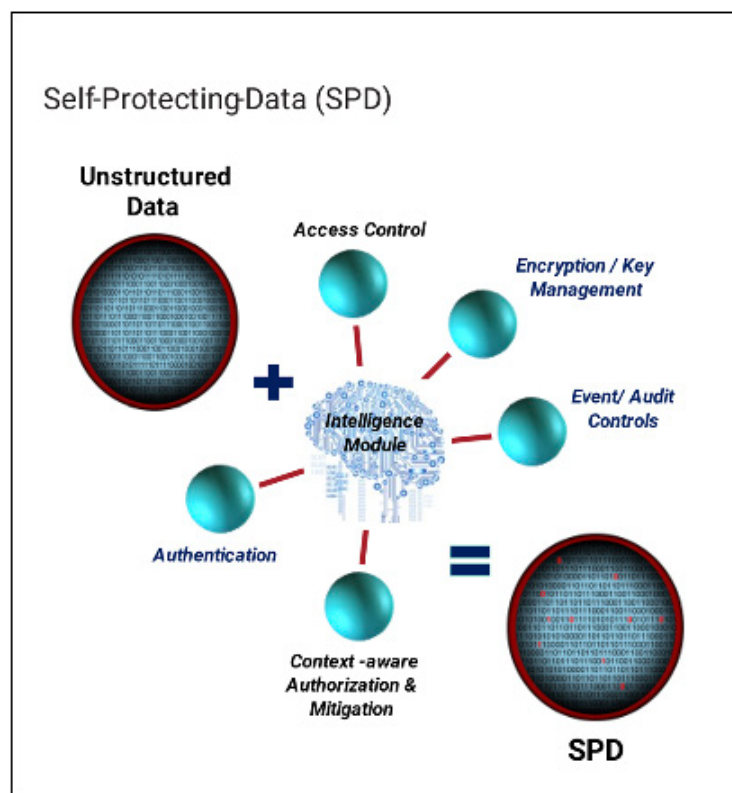 Self-Protecting-Data (SPD)
Unstructured
Data
Access Control
Encryption / Key
Management
+
Intelligence
Module
Event/ Audit
Controls
Authentication
=
Context -aware
Authorization &
Mitigation
SPD